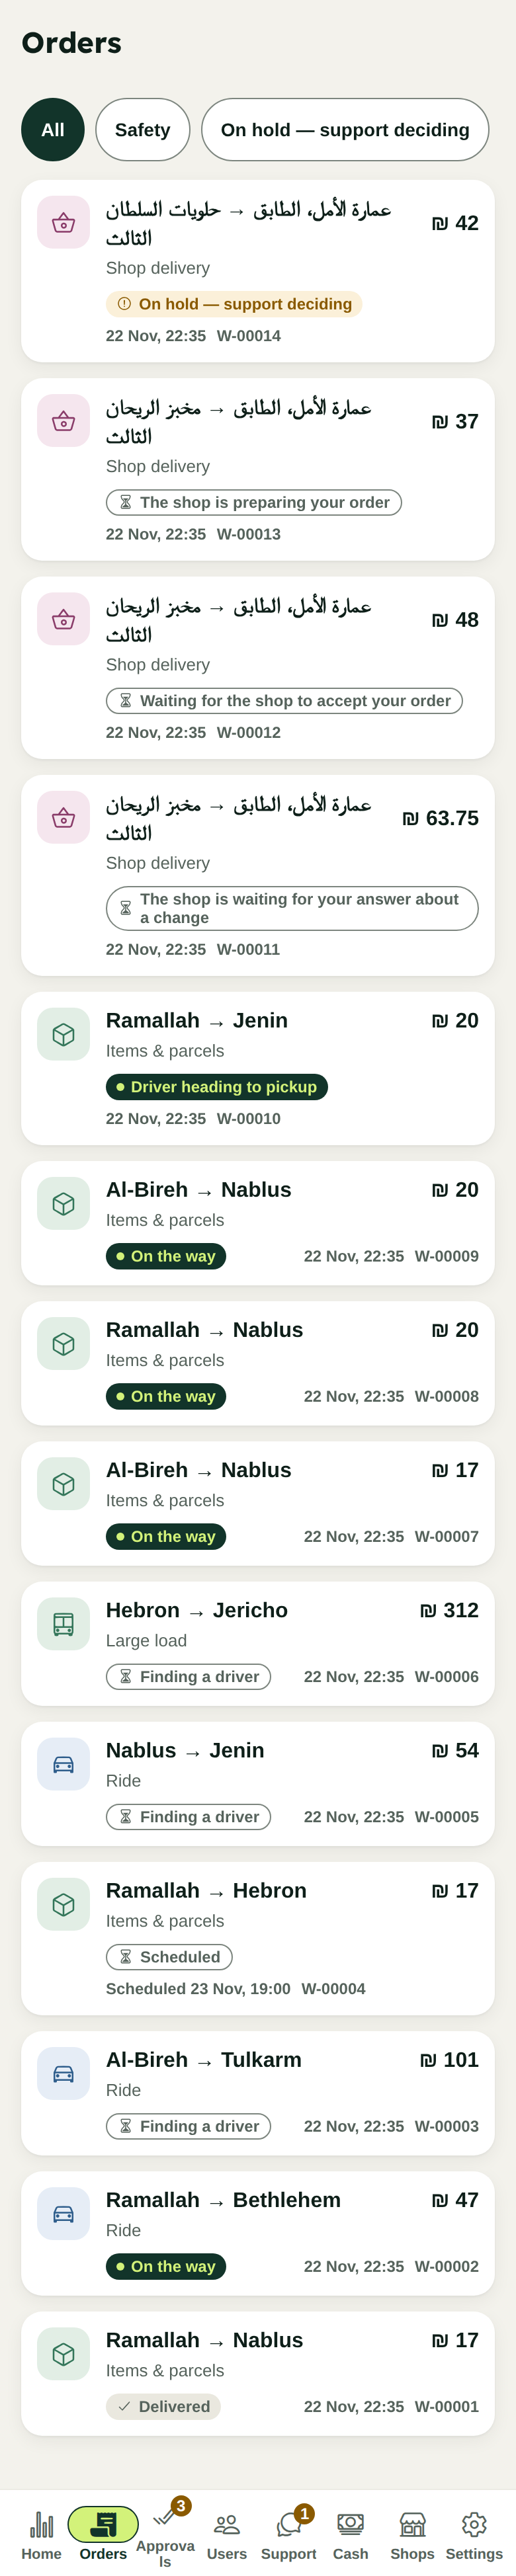 Orders
All
Safety
On hold — support deciding
عمارة الأمل، الطابق → حلويات السلطان
الثالث
₪ 42
Shop delivery
On hold — support deciding
22 Nov, 22:35 W-00014
عمارة الأمل، الطابق → مخبز الريحان
الثالث
₪ 37
Shop delivery
The shop is preparing your order
22 Nov, 22:35 W-00013
عمارة الأمل، الطابق → مخبز الريحان
الثالث
₪ 48
Shop delivery
Waiting for the shop to accept your order
22 Nov, 22:35 W-00012
عمارة الأمل، الطابق → مخبز الريحان
الثالث
₪ 63.75
Shop delivery
The shop is waiting for your answer about
a change
22 Nov, 22:35 W-00011
Ramallah → Jenin
₪ 20
Items & parcels
Driver heading to pickup
22 Nov, 22:35 W-00010
Al-Bireh → Nablus
₪ 20
Items & parcels
On the way
22 Nov, 22:35 W-00009
Ramallah → Nablus
₪ 20
Items & parcels
On the way
22 Nov, 22:35 W-00008
Al-Bireh → Nablus
₪ 17
Items & parcels
On the way
22 Nov, 22:35 W-00007
Hebron → Jericho
₪ 312
Large load
Finding a driver
22 Nov, 22:35 W-00006
Nablus → Jenin
₪ 54
Ride
Finding a driver
22 Nov, 22:35 W-00005
Ramallah → Hebron
₪ 17
Items & parcels
Scheduled
Scheduled 23 Nov, 19:00 W-00004
Al-Bireh → Tulkarm
₪ 101
Ride
Finding a driver
22 Nov, 22:35 W-00003
Ramallah → Bethlehem
₪ 47
Ride
On the way
22 Nov, 22:35 W-00002
Ramallah → Nablus
₪ 17
Items & parcels
Delivered
22 Nov, 22:35 W-00001
Home
Orders
3
Approva
ls
Users
1
Support
Cash
Shops
Settings